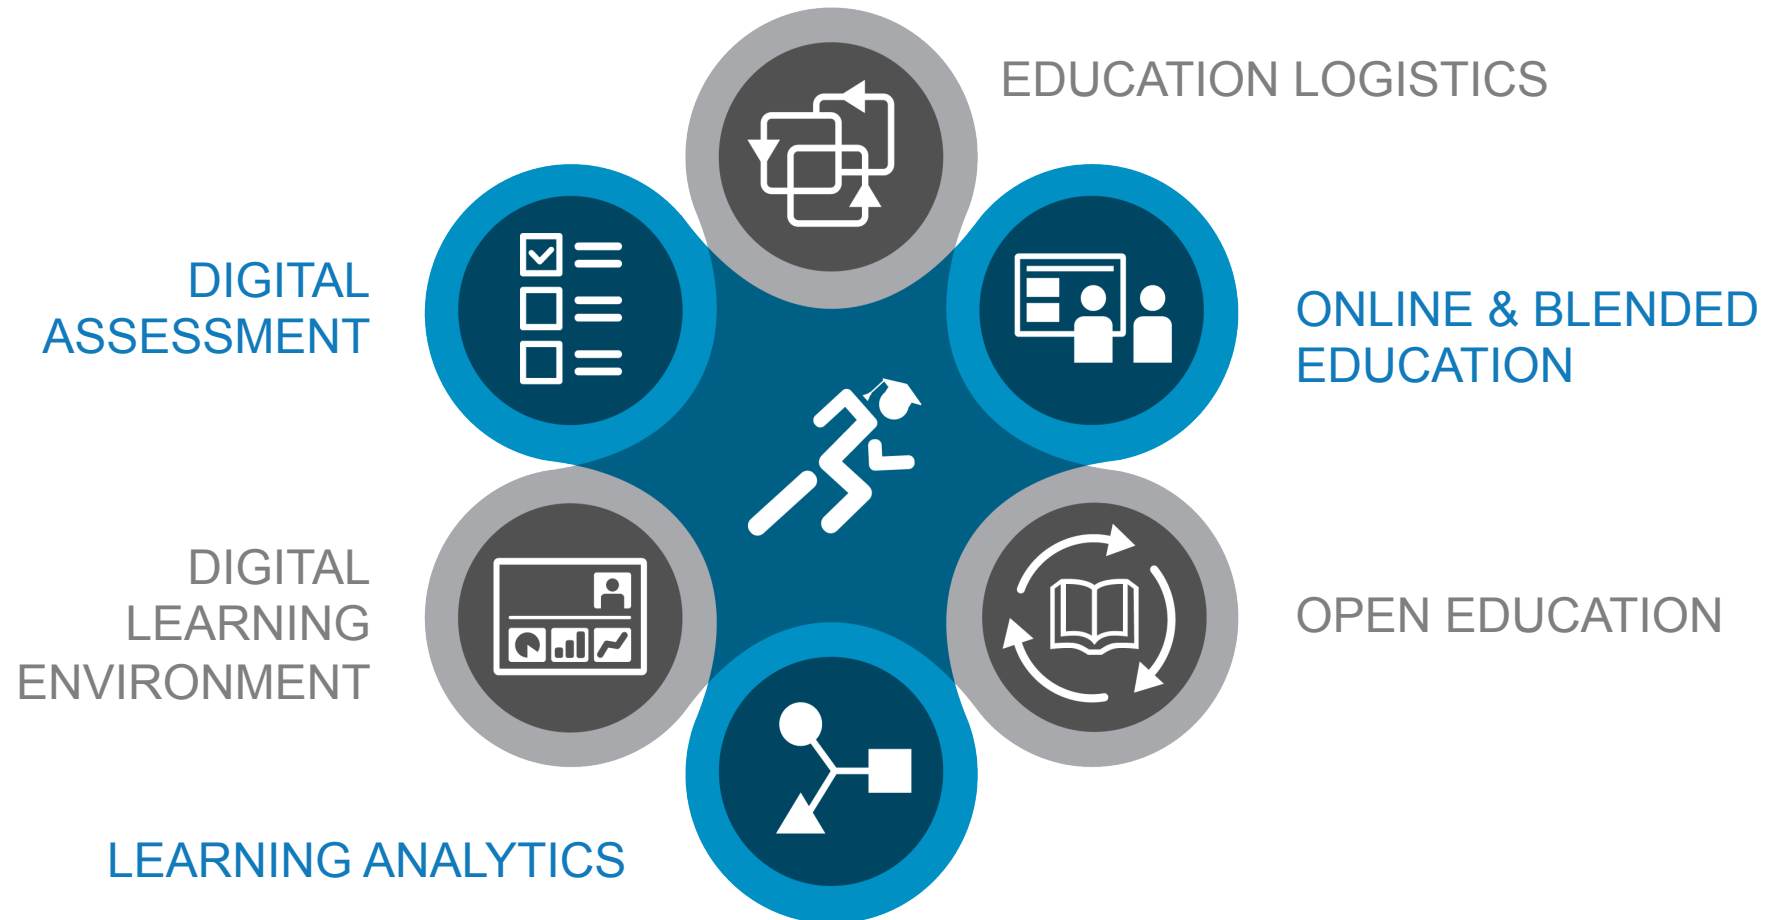 EDUCATION LOGISTICS
DIGITAL
ASSESSMENT
ONLINE & BLENDED
EDUCATION
DIGITAL
LEARNING
ENVIRONMENT
OPEN EDUCATION
LEARNING ANALYTICS